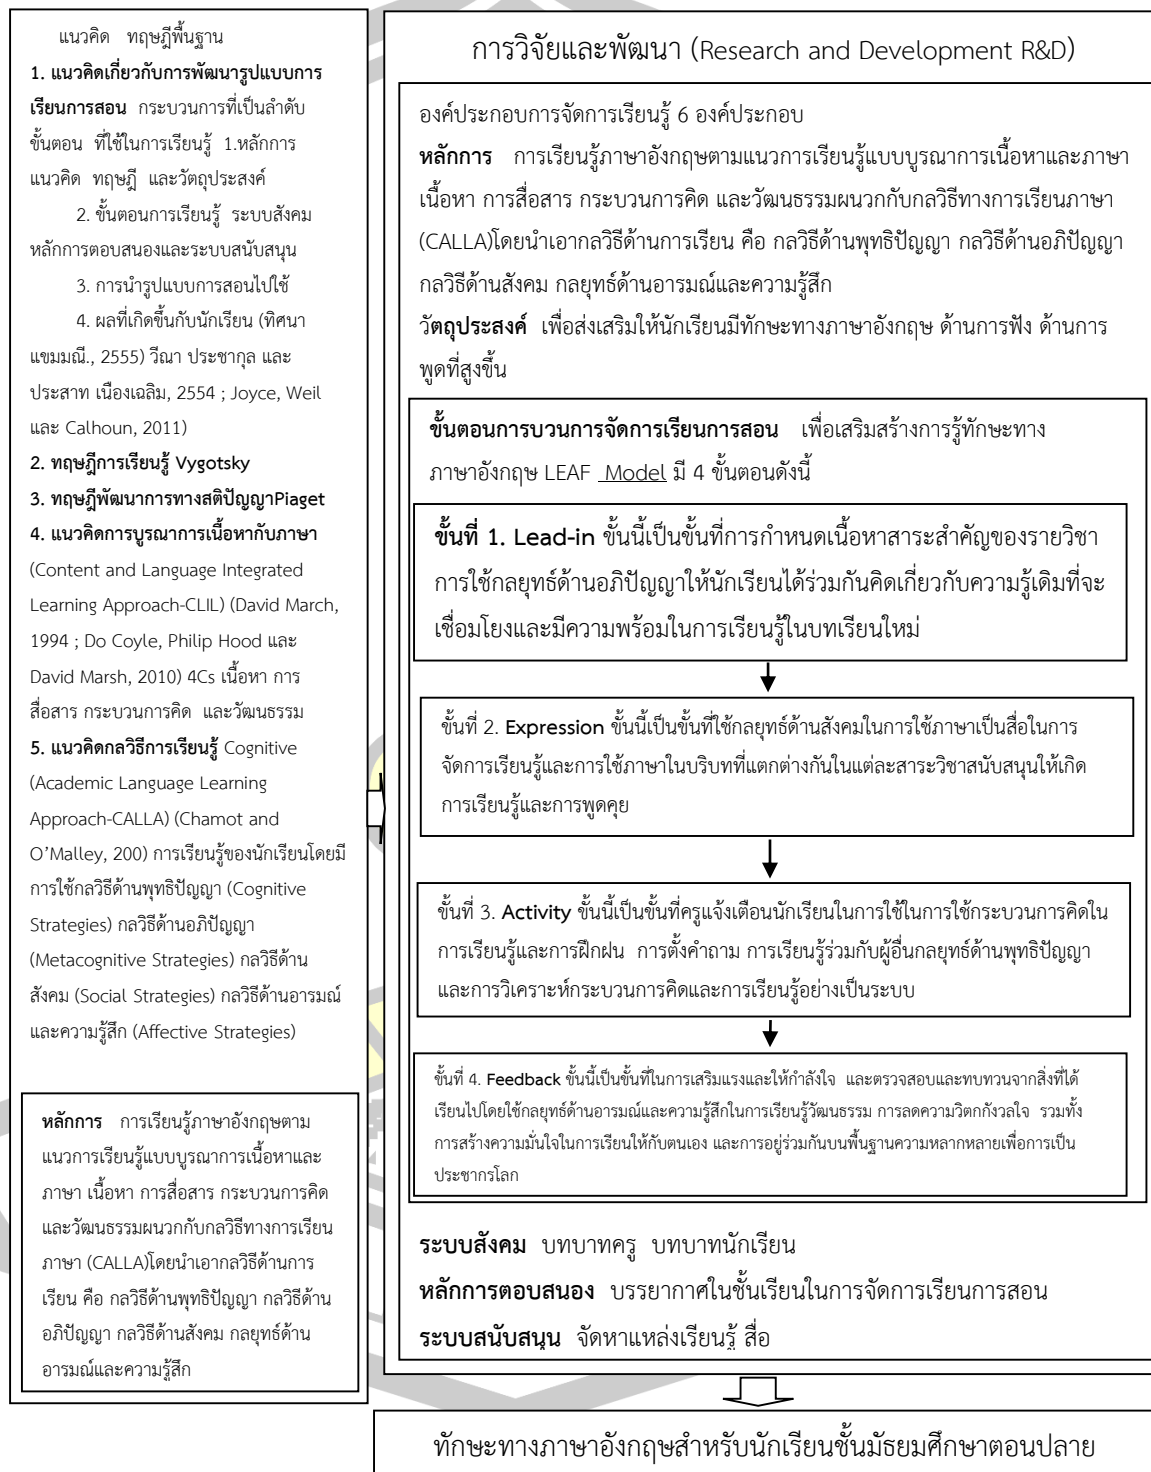 แนวคิด ทฤษฎีพื้นฐาน
1. แนวคิดเกี่ยวกับการพัฒนารูปแบบการ
เรียนการสอน กระบวนการที่เป็นลำดับ
ขั้นตอน ที่ใช้ในการเรียนรู้ 1.หลักการ
แนวคิด ทฤษฎี และวัตถุประสงค์
2. ขั้นตอนการเรียนรู้ ระบบสังคม
หลักการตอบสนองและระบบสนับสนุน
3. การนำรูปแบบการสอนไปใช้
4. ผลที่เกิดขึ้นกับนักเรียน (ทิศนา
แขมมณี., 2555) วีณา ประชากุล และ
ประสาท เนืองเฉลิม, 2554 ; Joyce, Weil
และ Calhoun, 2011)
2. ทฤษฎีการเรียนรู้ Vygotsky
3. ทฤษฎีพัฒนาการทางสติปัญญาPiaget
4. แนวคิดการบูรณาการเนื้อหากับภาษา
(Content and Language Integrated
Learning Approach-CLIL) (David March,
1994 ; Do Coyle, Philip Hood และ
David Marsh, 2010) 4Cs เนื้อหา การ
สื่อสาร กระบวนการคิด และวัฒนธรรม
5. แนวคิดกลวิธีการเรียนรู้ Cognitive
(Academic Language Learning
Approach-CALLA) (Chamot and
O’Malley, 200) การเรียนรู้ของนักเรียนโดยมี
การใช้กลวิธีด้านพุทธิปัญญา (Cognitive
Strategies) กลวิธีด้านอภิปัญญา
(Metacognitive Strategies) กลวิธีด้าน
สังคม (Social Strategies) กลวิธีด้านอารมณ์
และความรู้สึก (Affective Strategies)
หลักการ การเรียนรู้ภาษาอังกฤษตาม
แนวการเรียนรู้แบบบูรณาการเนื้อหาและ
ภาษา เนื้อหา การสื่อสาร กระบวนการคิด
และวัฒนธรรมผนวกกับกลวิธีทางการเรียน
ภาษา (CALLA)โดยนำเอากลวิธีด้านการ
เรียน คือ กลวิธีด้านพุทธิปัญญา กลวิธีด้าน
อภิปัญญา กลวิธีด้านสังคม กลยุทธ์ด้าน
อารมณ์และความรู้สึก
การวิจัยและพัฒนา (Research and Development R&D)
องค์ประกอบการจัดการเรียนรู้ 6 องค์ประกอบ
หลักการ การเรียนรู้ภาษาอังกฤษตามแนวการเรียนรู้แบบบูรณาการเนื้อหาและภาษา
เนื้อหา การสื่อสาร กระบวนการคิด และวัฒนธรรมผนวกกับกลวิธีทางการเรียนภาษา
(CALLA)โดยนำเอากลวิธีด้านการเรียน คือ กลวิธีด้านพุทธิปัญญา กลวิธีด้านอภิปัญญา
กลวิธีด้านสังคม กลยุทธ์ด้านอารมณ์และความรู้สึก
วัตถุประสงค์ เพื่อส่งเสริมให้นักเรียนมีทักษะทางภาษาอังกฤษ ด้านการฟัง ด้านการ
พูดที่สูงขึ้น
ขั้นตอนการบวนการจัดการเรียนการสอน เพื่อเสริมสร้างการรู้ทักษะทาง
ภาษาอังกฤษ LEAF Model มี 4 ขั้นตอนดังนี้
ขั้นที่ 1. Lead-in ขั้นนี้เป็นขั้นที่การกำหนดเนื้อหาสาระสำคัญของรายวิชา
การใช้กลยุทธ์ด้านอภิปัญญาให้นักเรียนได้ร่วมกันคิดเกี่ยวกับความรู้เดิมที่จะ
เชื่อมโยงและมีความพร้อมในการเรียนรู้ในบทเรียนใหม่
ขั้นที่ 2. Expression ขั้นนี้เป็นขั้นที่ใช้กลยุทธ์ด้านสังคมในการใช้ภาษาเป็นสื่อในการ
จัดการเรียนรู้และการใช้ภาษาในบริบทที่แตกต่างกันในแต่ละสาระวิชาสนับสนุนให้เกิด
การเรียนรู้และการพูดคุย
ขั้นที่ 3. Activity ขั้นนี้เป็นขั้นที่ครูแจ้งเตือนนักเรียนในการใช้ในการใช้กระบวนการคิดใน
การเรียนรู้และการฝึกฝน การตั้งคำถาม การเรียนรู้ร่วมกับผู้อื่นกลยุทธ์ด้านพุทธิปัญญา
และการวิเคราะห์กระบวนการคิดและการเรียนรู้อย่างเป็นระบบ
ขั้นที่ 4. Feedback ขั้นนี้เป็นขั้นที่ในการเสริมแรงและให้กำลังใจ และตรวจสอบและทบทวนจากสิ่งที่ได้
เรียนไปโดยใช้กลยุทธ์ด้านอารมณ์และความรู้สึกในการเรียนรู้วัฒนธรรม การลดความวิตกกังวลใจ รวมทั้ง
การสร้างความมั่นใจในการเรียนให้กับตนเอง และการอยู่ร่วมกันบนพื้นฐานความหลากหลายเพื่อการเป็น
ประชากรโลก
ระบบสังคม บทบาทครู บทบาทนักเรียน
หลักการตอบสนอง บรรยากาศในชั้นเรียนในการจัดการเรียนการสอน
ระบบสนับสนุน จัดหาแหล่งเรียนรู้ สื่อ
ทักษะทางภาษาอังกฤษสำหรับนักเรียนชั้นมัธยมศึกษาตอนปลาย